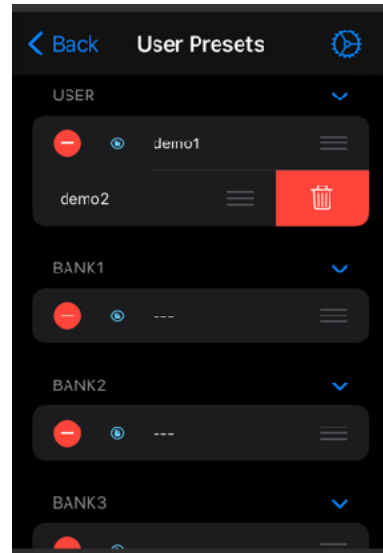 Back User Presets
USER
demo1
demo2
BANK1
---
BANK2
---
BANK3